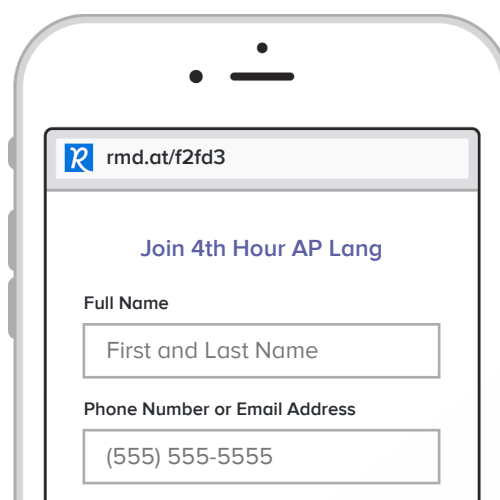 R rmd.at/f2fd3
Join 4th Hour AP Lang
Full Name
First and Last Name
Phone Number or Email Address
(555) 555-5555